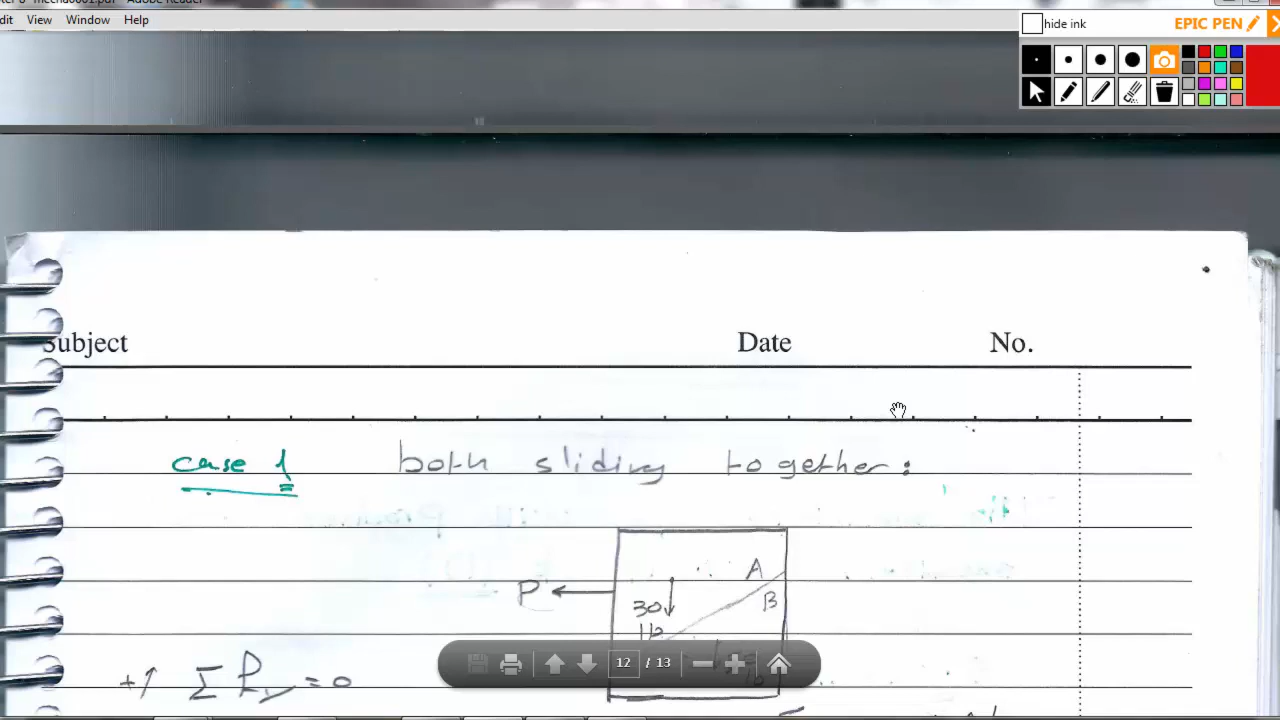 dit View Window Help
hide ink EPIC PEN
Subject Date No.
case 1 both sliding together:
A
P
30
B
lb
12 / 13
+↑ Σ Fy = 0